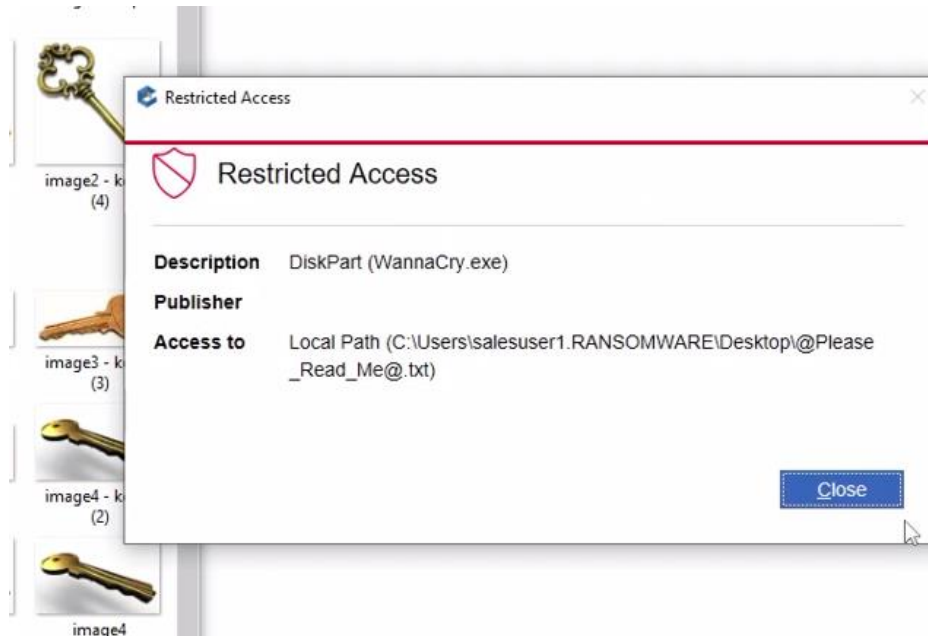 image2 - k
(4)
image3 - k
(3)
image4 - k
(2)
image4
Restricted Access
Restricted Access
Description DiskPart (WannaCry.exe)
Publisher
Access to Local Path (C:\Users\salesuser1.RANSOMWARE\Desktop\@Please
_Read_Me@.txt)
Close